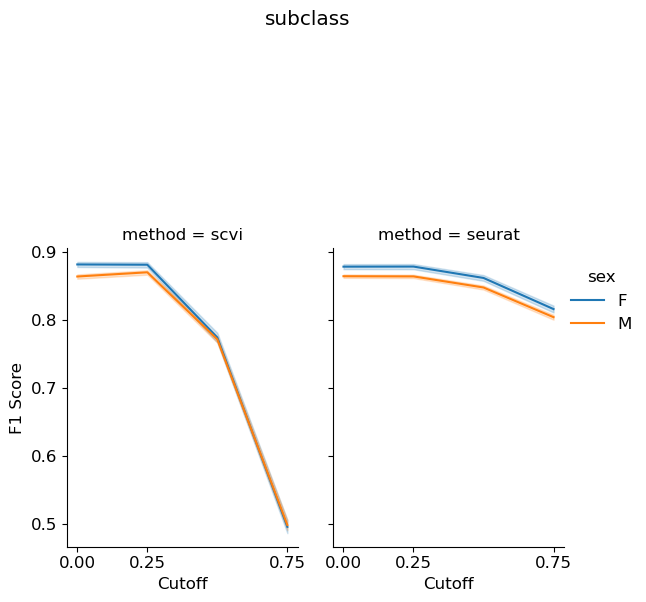 subclass
method = scvi
method = seurat
0.9
0.8
0.7
0.6
0.5
F1 Score
0.00
0.25
0.75
Cutoff
0.00
0.25
0.75
Cutoff
sex
F
M